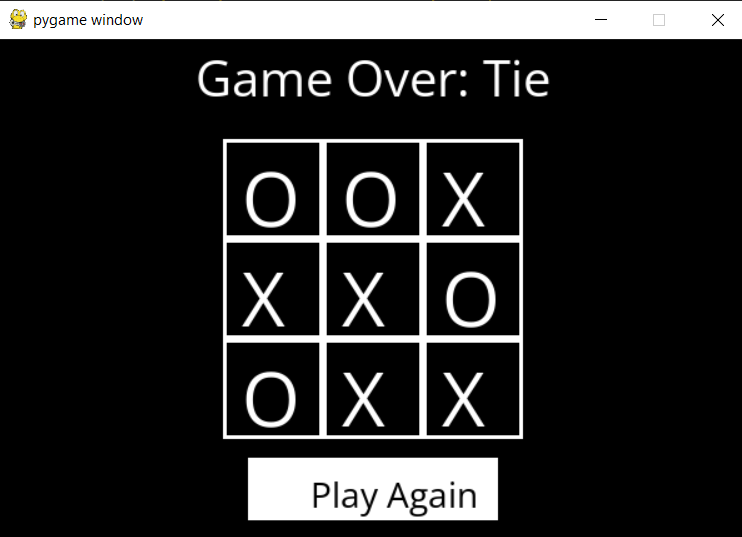 pygame window
Game Over: Tie
O O X
X X O
O X X
Play Again